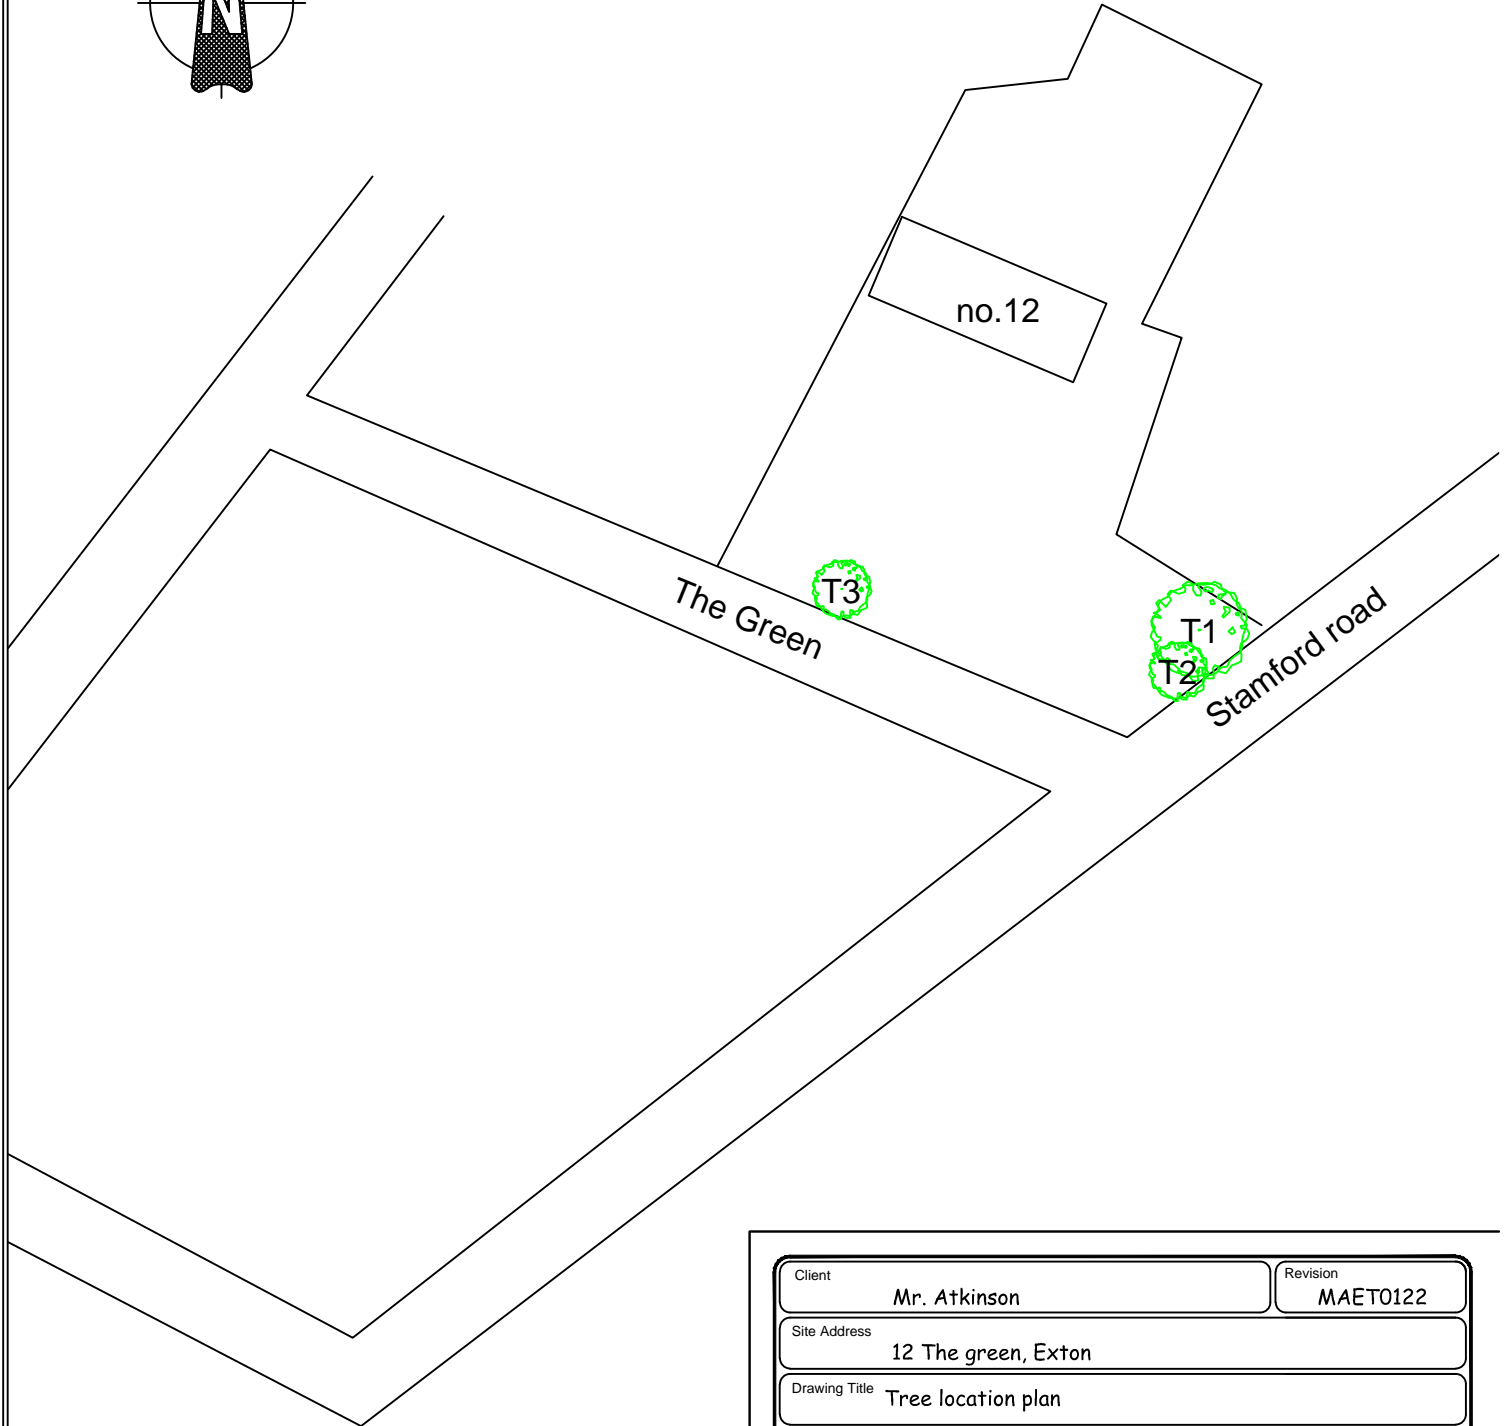 N
no.12
T3
The Green
T1
T2
Stamford road
Client
Mr. Atkinson
Revision
MAET0122
Site Address
12 The green, Exton
Drawing Title
Tree location plan